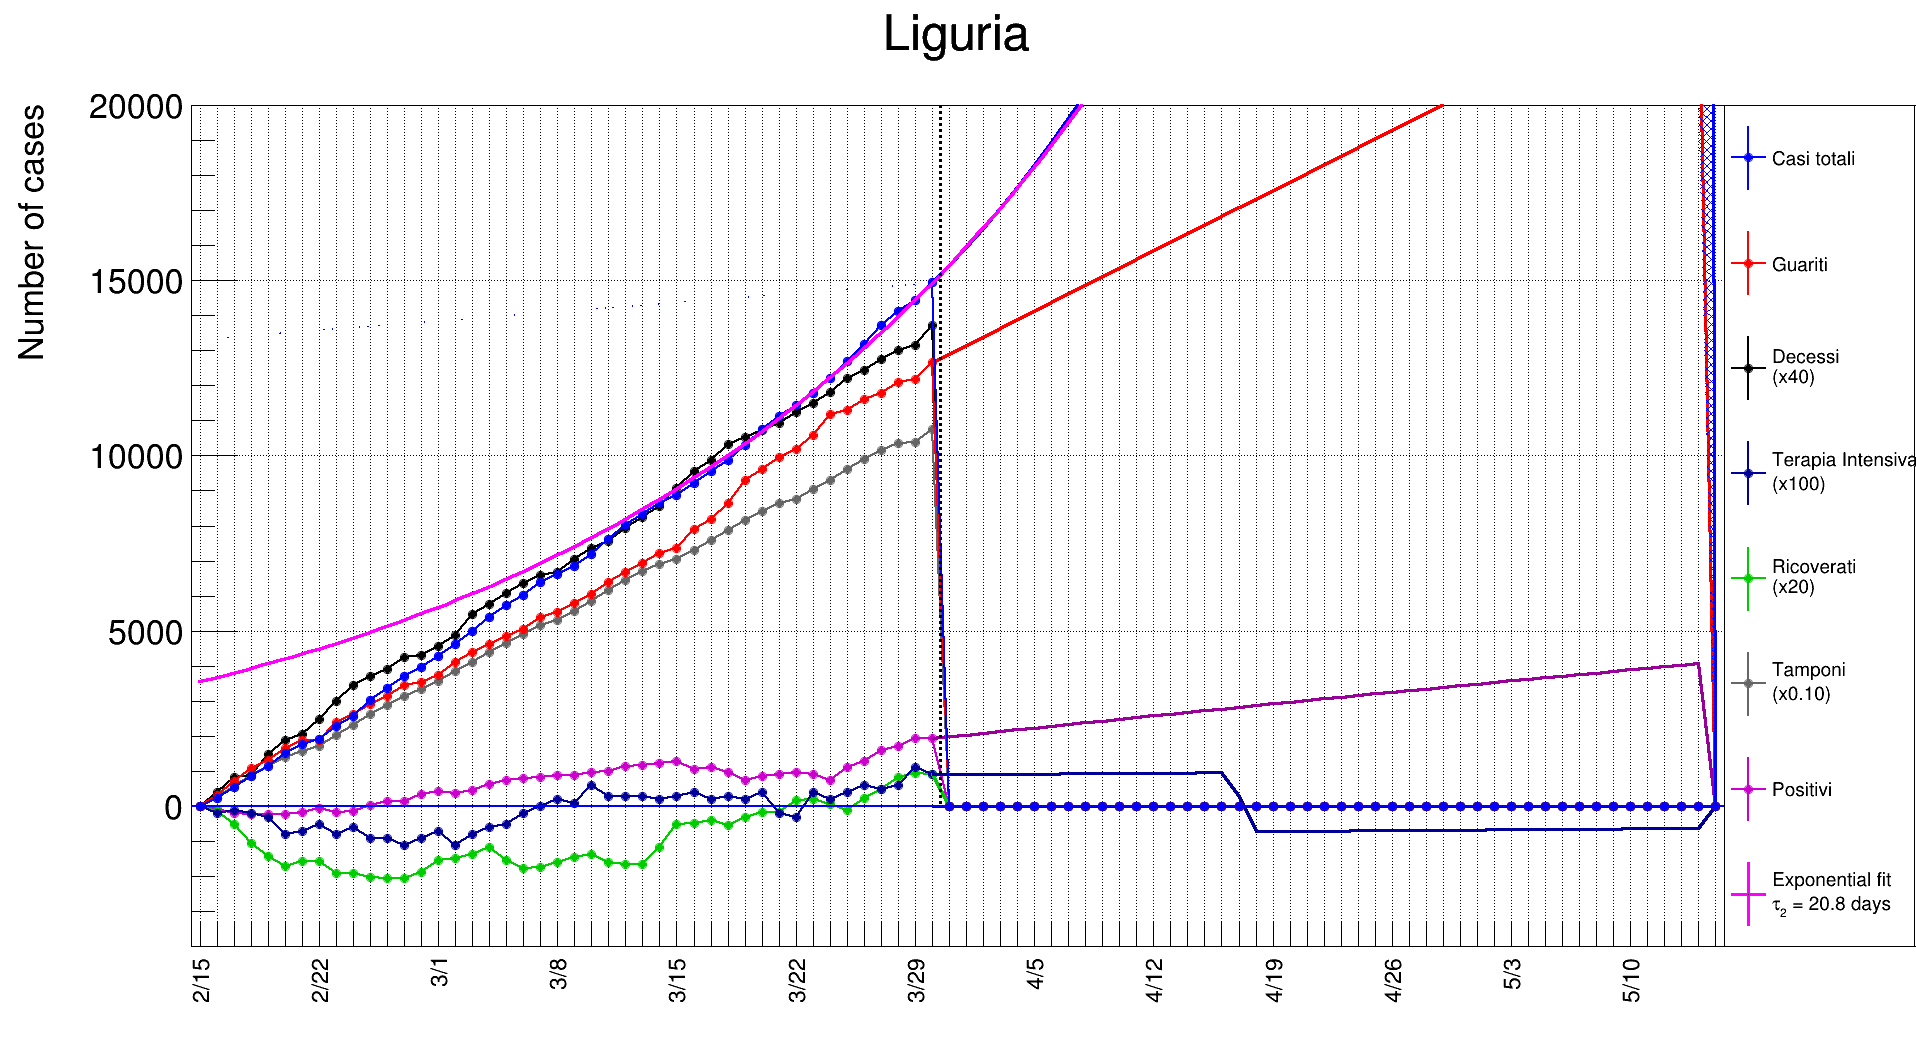 Liguria
Number of cases
20000
15000
10000
5000
0
2/15
2/22
3/1
3/8
3/15
3/22
3/29
4/5
4/12
4/19
4/26
5/3
5/10
Casi totali
Guariti
Decessi
(x40)
Terapia Intensiva
(x100)
Ricoverati
(x20)
Tamponi
(x0.10)
Positivi
Exponential fit
τ2 = 20.8 days